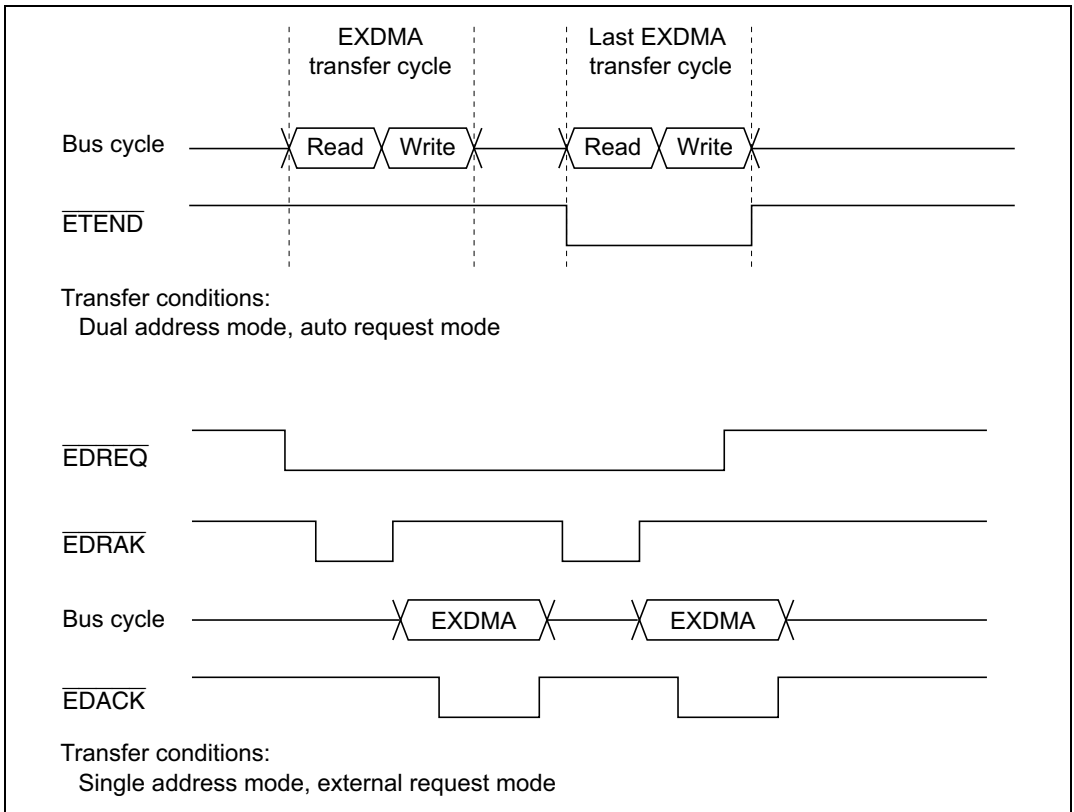 EXDMA
transfer cycle
Last EXDMA
transfer cycle
Bus cycle
Read
Write
Read
Write
ETEND
Transfer conditions:
Dual address mode, auto request mode
EDREQ
EDRAK
Bus cycle
EXDMA
EXDMA
EDACK
Transfer conditions:
Single address mode, external request mode